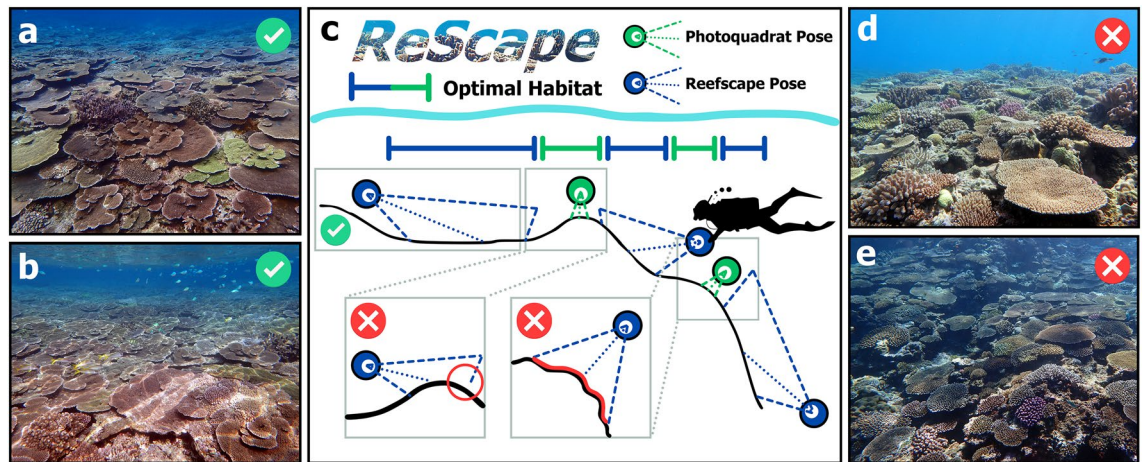 a
b
c
ReScape
Optimal Habitat
Photoquadrat Pose
Reefscape Pose
d
e